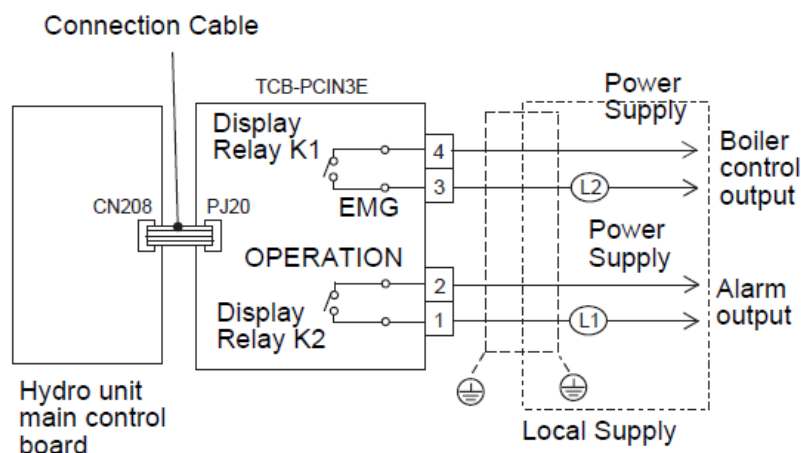 Connection Cable
TCB-PCIN3E
Power
Supply
Display
Relay K1
4
Boiler
control
output
3
L2
EMG
CN208
PJ20
OPERATION
Power
Supply
2
Display
Relay K2
1
L1
Alarm
output
Hydro unit
main control
board
Local Supply